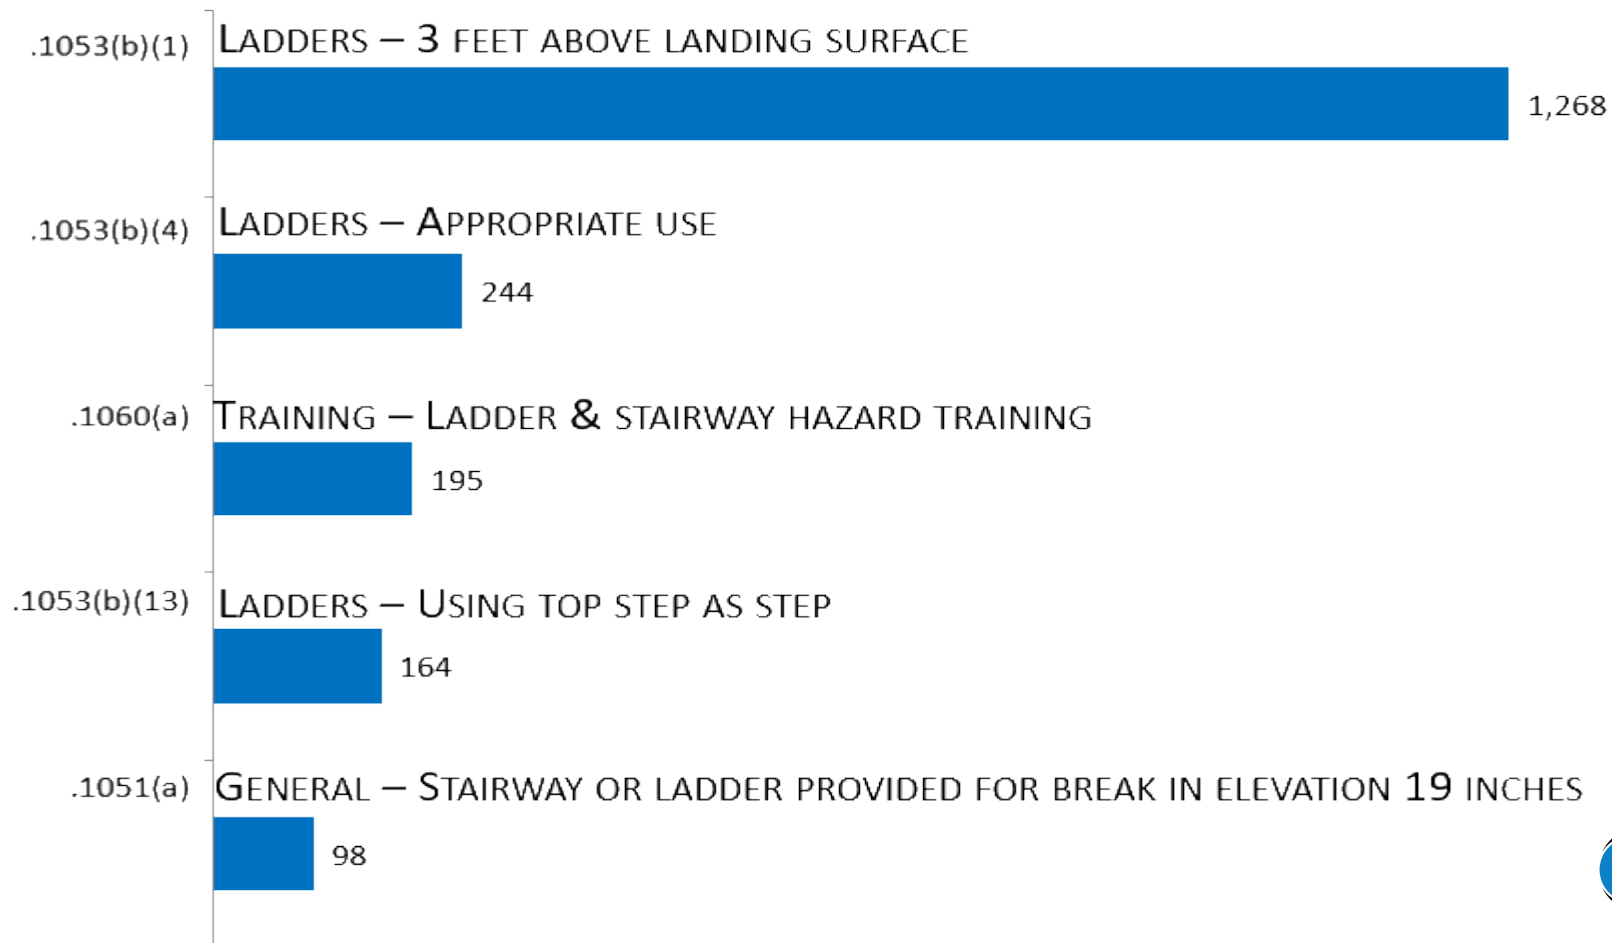 .1053(b)(1) LADDERS – 3 FEET ABOVE LANDING SURFACE
1,268
.1053(b)(4) LADDERS – APPROPRIATE USE
244
.1060(a) TRAINING – LADDER & STAIRWAY HAZARD TRAINING
195
.1053(b)(13) LADDERS – USING TOP STEP AS STEP
164
.1051(a) GENERAL – STAIRWAY OR LADDER PROVIDED FOR BREAK IN ELEVATION 19 INCHES
98